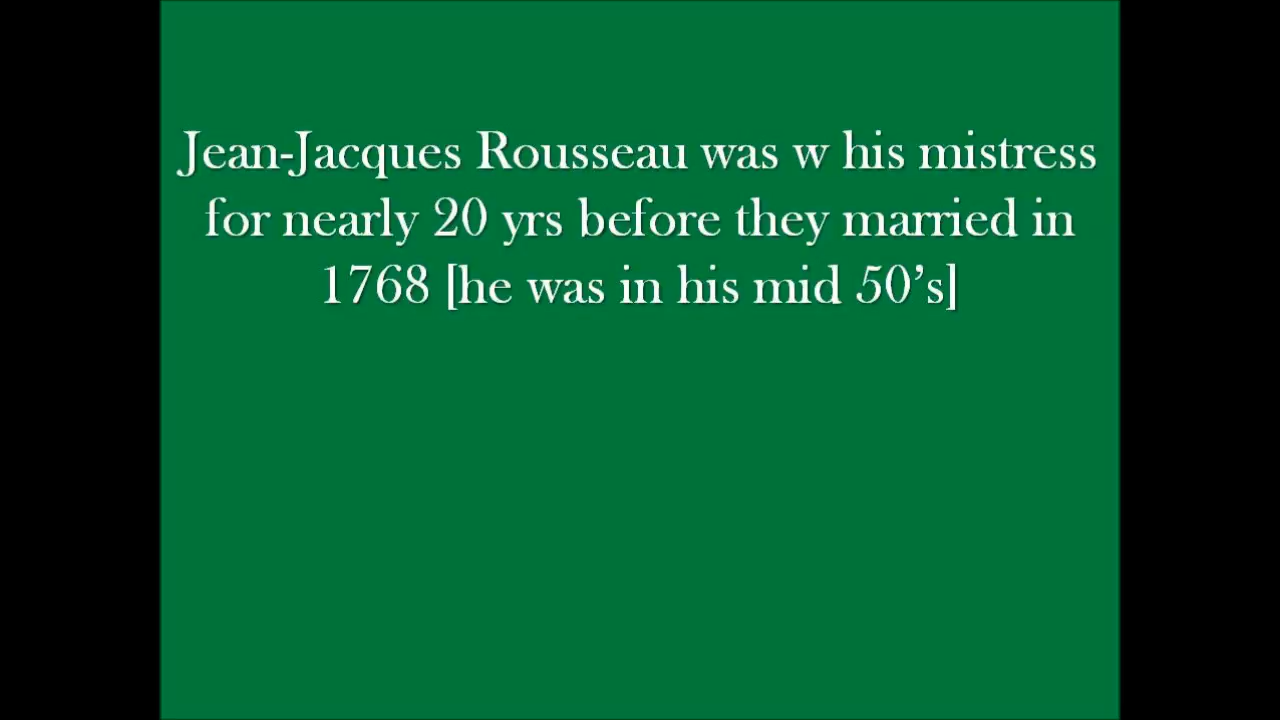 Jean-Jacques Rousseau was w his mistress
for nearly 20 yrs before they married in
1768 [he was in his mid 50’s]